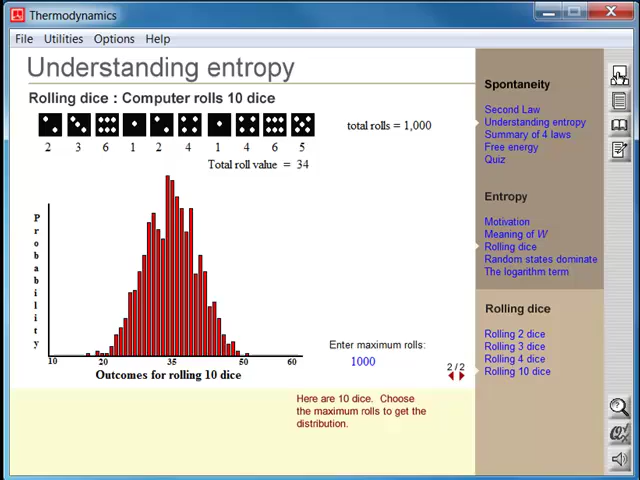 Thermodynamics
File Utilities Options Help
Understanding entropy
Rolling dice : Computer rolls 10 dice
2 3 6 1 2 4 1 4 6 5
total rolls = 1,000
Total roll value = 34
Probability
10 20 35 50 60
Outcomes for rolling 10 dice
Enter maximum rolls:
1000
2/2
Here are 10 dice. Choose
the maximum rolls to get the
distribution.
Spontaneity
Second Law
Understanding entropy
Summary of 4 laws
Free energy
Quiz
Entropy
Motivation
Meaning of W
Rolling dice
Random states dominate
The logarithm term
Rolling dice
Rolling 2 dice
Rolling 3 dice
Rolling 4 dice
Rolling 10 dice